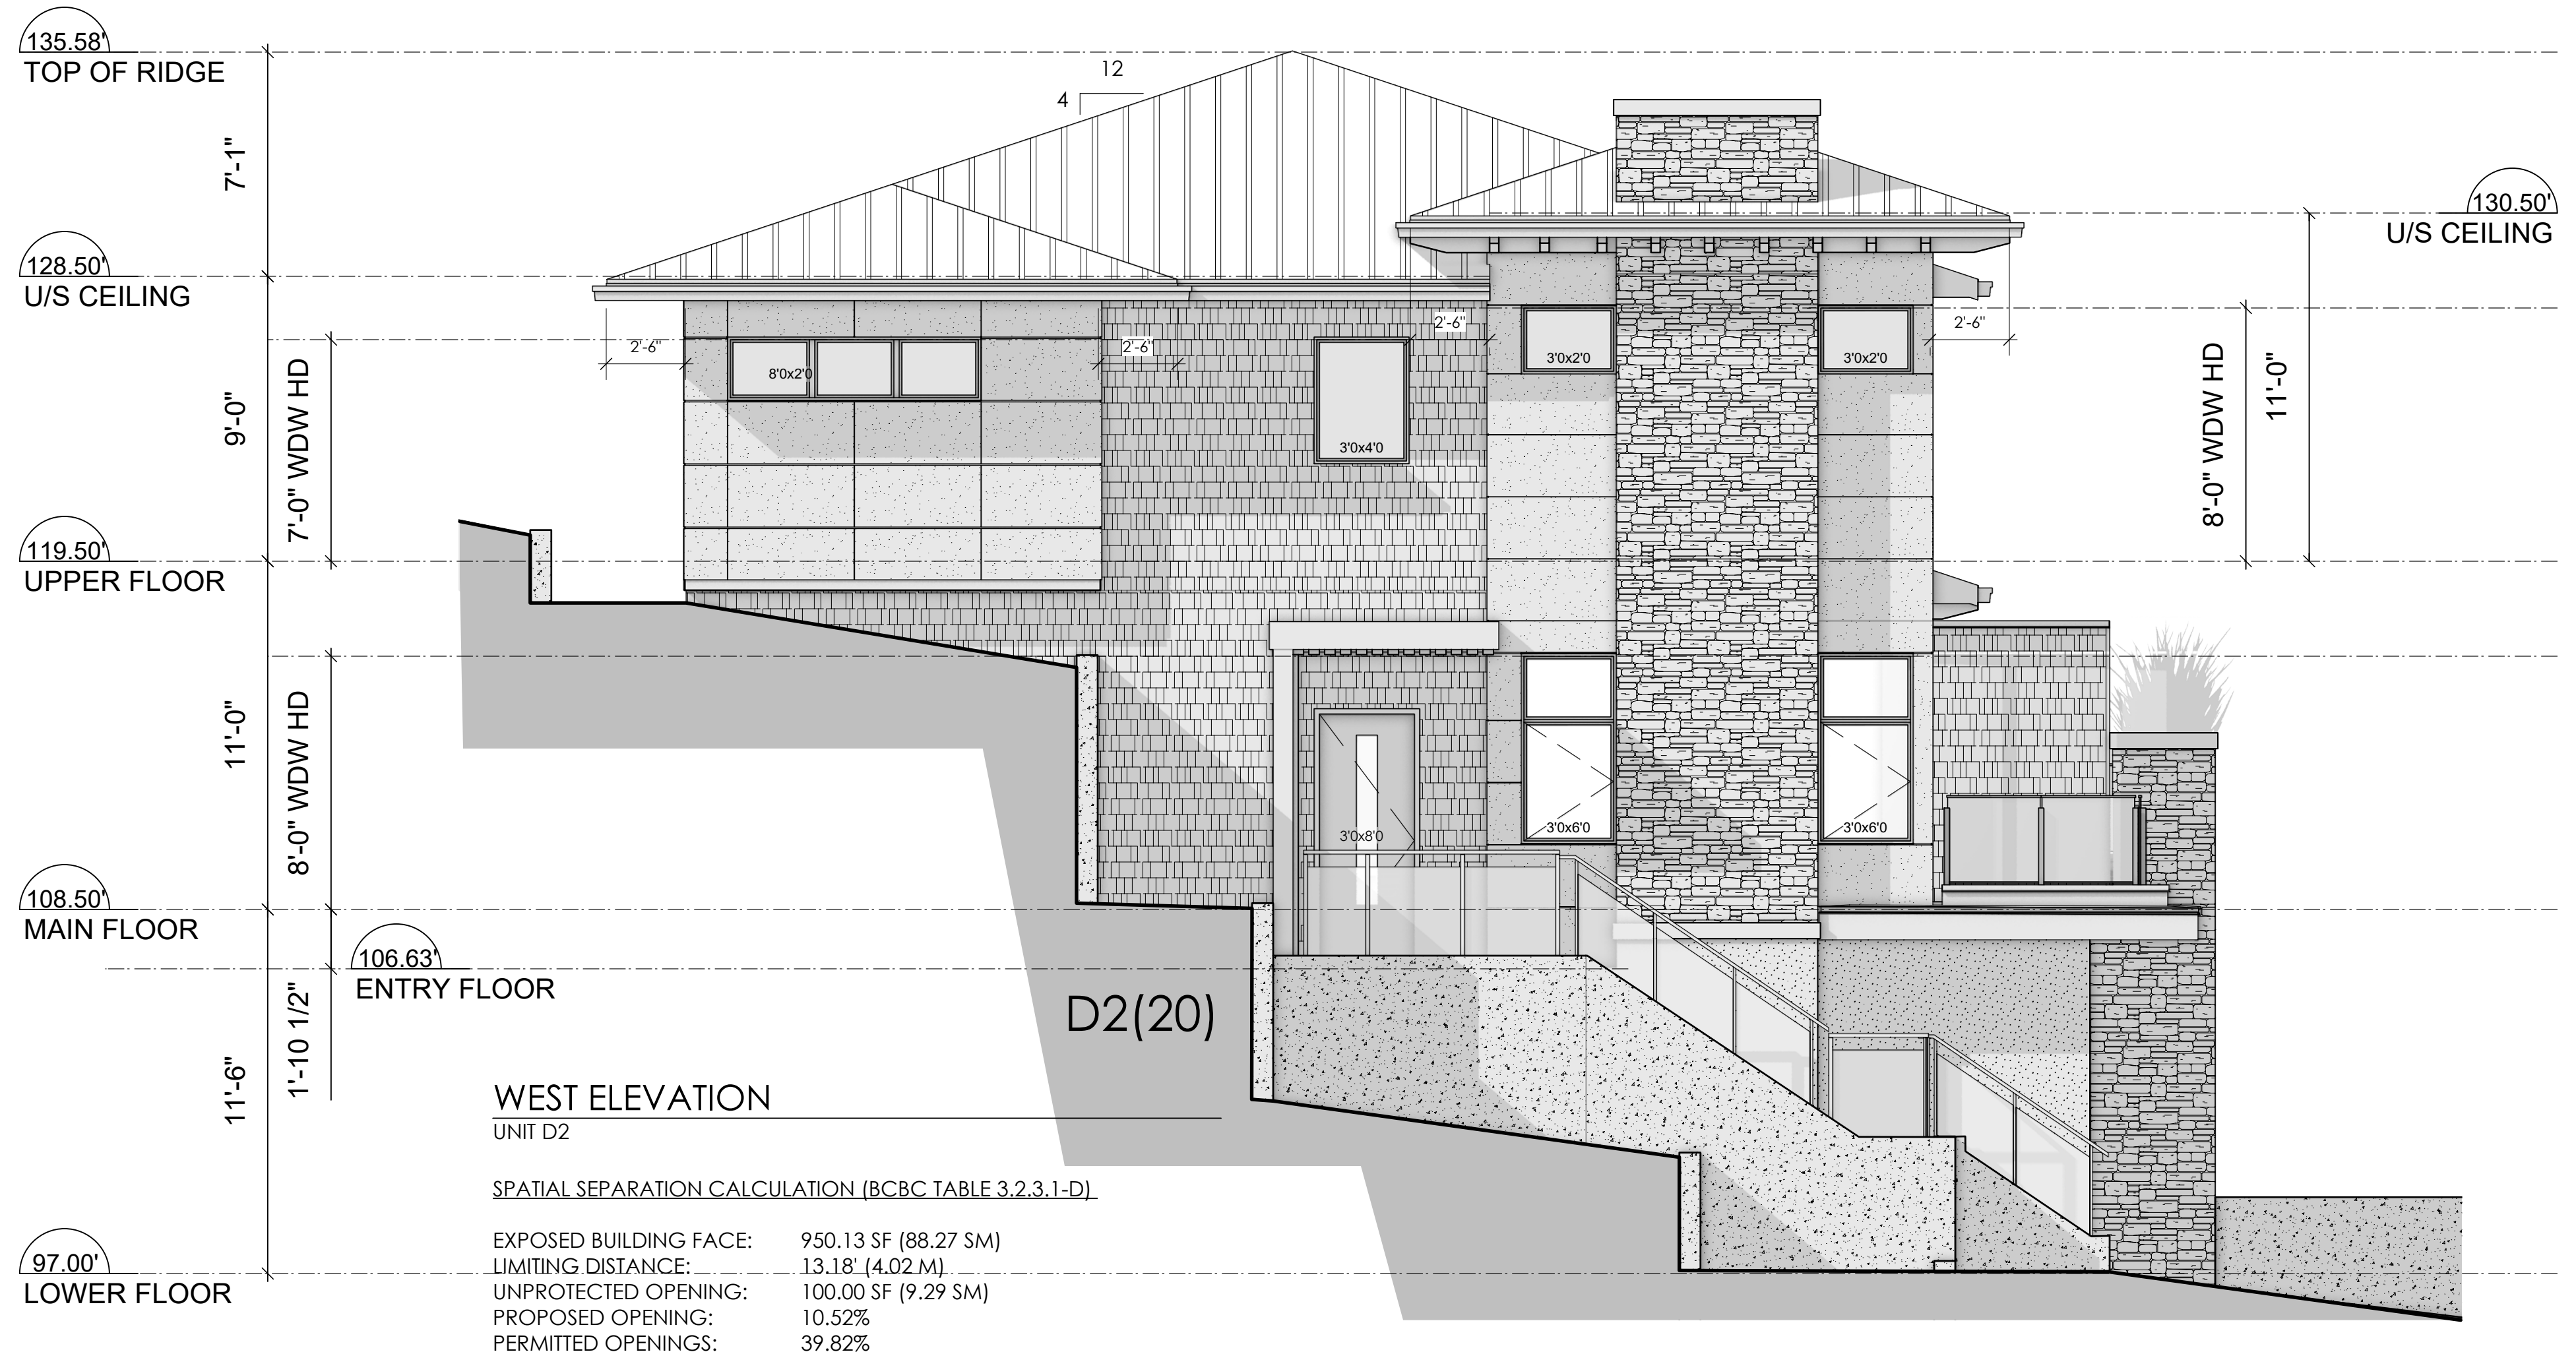 135.58'
TOP OF RIDGE
12
4
7'-1"
130.50'
U/S CEILING
128.50'
U/S CEILING
2'-6"
2'-6"
2'-6"
2'-6"
8'0x2'0
3'0x4'0
3'0x2'0
3'0x2'0
9'-0"
7'-0" WDW HD
8'-0" WDW HD
11'-0"
119.50'
UPPER FLOOR
11'-0"
8'-0" WDW HD
3'0x8'0
3'0x6'0
3'0x6'0
108.50'
MAIN FLOOR
106.63'
ENTRY FLOOR
1'-10 1/2"
11'-6"
D2(20)
WEST ELEVATION
UNIT D2
SPATIAL SEPARATION CALCULATION (BCBC TABLE 3.2.3.1-D)
EXPOSED BUILDING FACE: 950.13 SF (88.27 SM)
LIMITING DISTANCE: 13.18' (4.02 M)
UNPROTECTED OPENING: 100.00 SF (9.29 SM)
PROPOSED OPENING: 10.52%
PERMITTED OPENINGS: 39.82%
97.00'
LOWER FLOOR